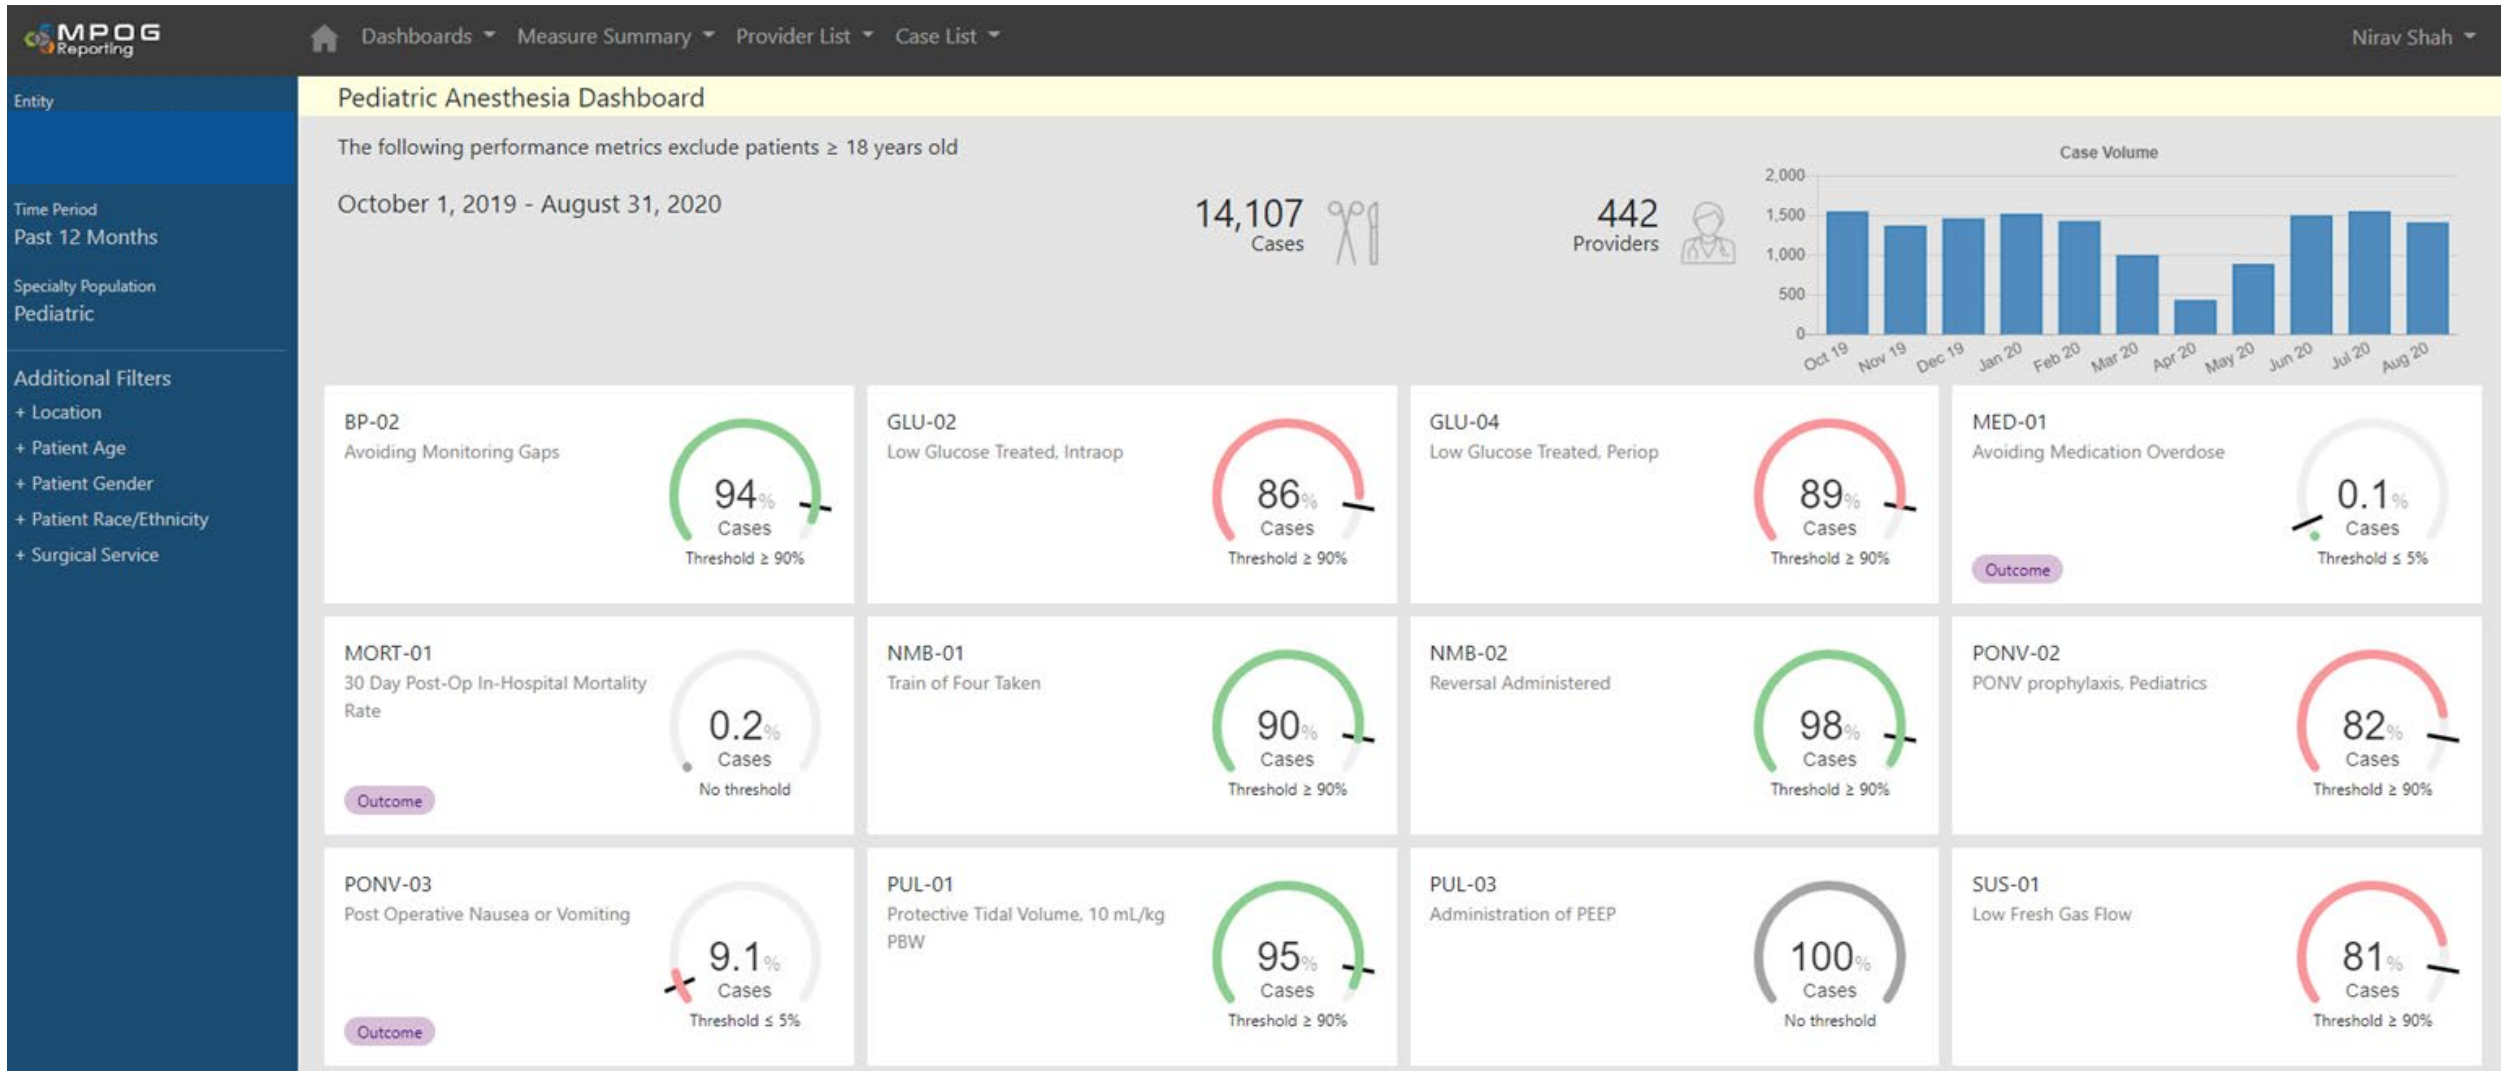 MPOG
Reporting
Dashboards Measure Summary Provider List Case List
Nirav Shah
Entity
Time Period
Past 12 Months
Specialty Population
Pediatric
Additional Filters
+ Location
+ Patient Age
+ Patient Gender
+ Patient Race/Ethnicity
+ Surgical Service
Pediatric Anesthesia Dashboard
The following performance metrics exclude patients ≥ 18 years old
October 1, 2019 - August 31, 2020
14,107
Cases
442
Providers
Case Volume
2,000
1,500
1,000
500
0
Oct 19 Nov 19 Dec 19 Jan 20 Feb 20 Mar 20 Apr 20 May 20 Jun 20 Jul 20 Aug 20
BP-02
Avoiding Monitoring Gaps
94%
Cases
Threshold ≥ 90%
GLU-02
Low Glucose Treated, Intraop
86%
Cases
Threshold ≥ 90%
GLU-04
Low Glucose Treated, Periop
89%
Cases
Threshold ≥ 90%
MED-01
Avoiding Medication Overdose
0.1%
Cases
Threshold ≤ 5%
Outcome
MORT-01
30 Day Post-Op In-Hospital Mortality
Rate
0.2%
Cases
No threshold
Outcome
NMB-01
Train of Four Taken
90%
Cases
Threshold ≥ 90%
NMB-02
Reversal Administered
98%
Cases
Threshold ≥ 90%
PONV-02
PONV prophylaxis, Pediatrics
82%
Cases
Threshold ≥ 90%
PONV-03
Post Operative Nausea or Vomiting
9.1%
Cases
Threshold ≤ 5%
Outcome
PUL-01
Protective Tidal Volume, 10 mL/kg
PBW
95%
Cases
Threshold ≥ 90%
PUL-03
Administration of PEEP
100%
Cases
No threshold
SUS-01
Low Fresh Gas Flow
81%
Cases
Threshold ≥ 90%